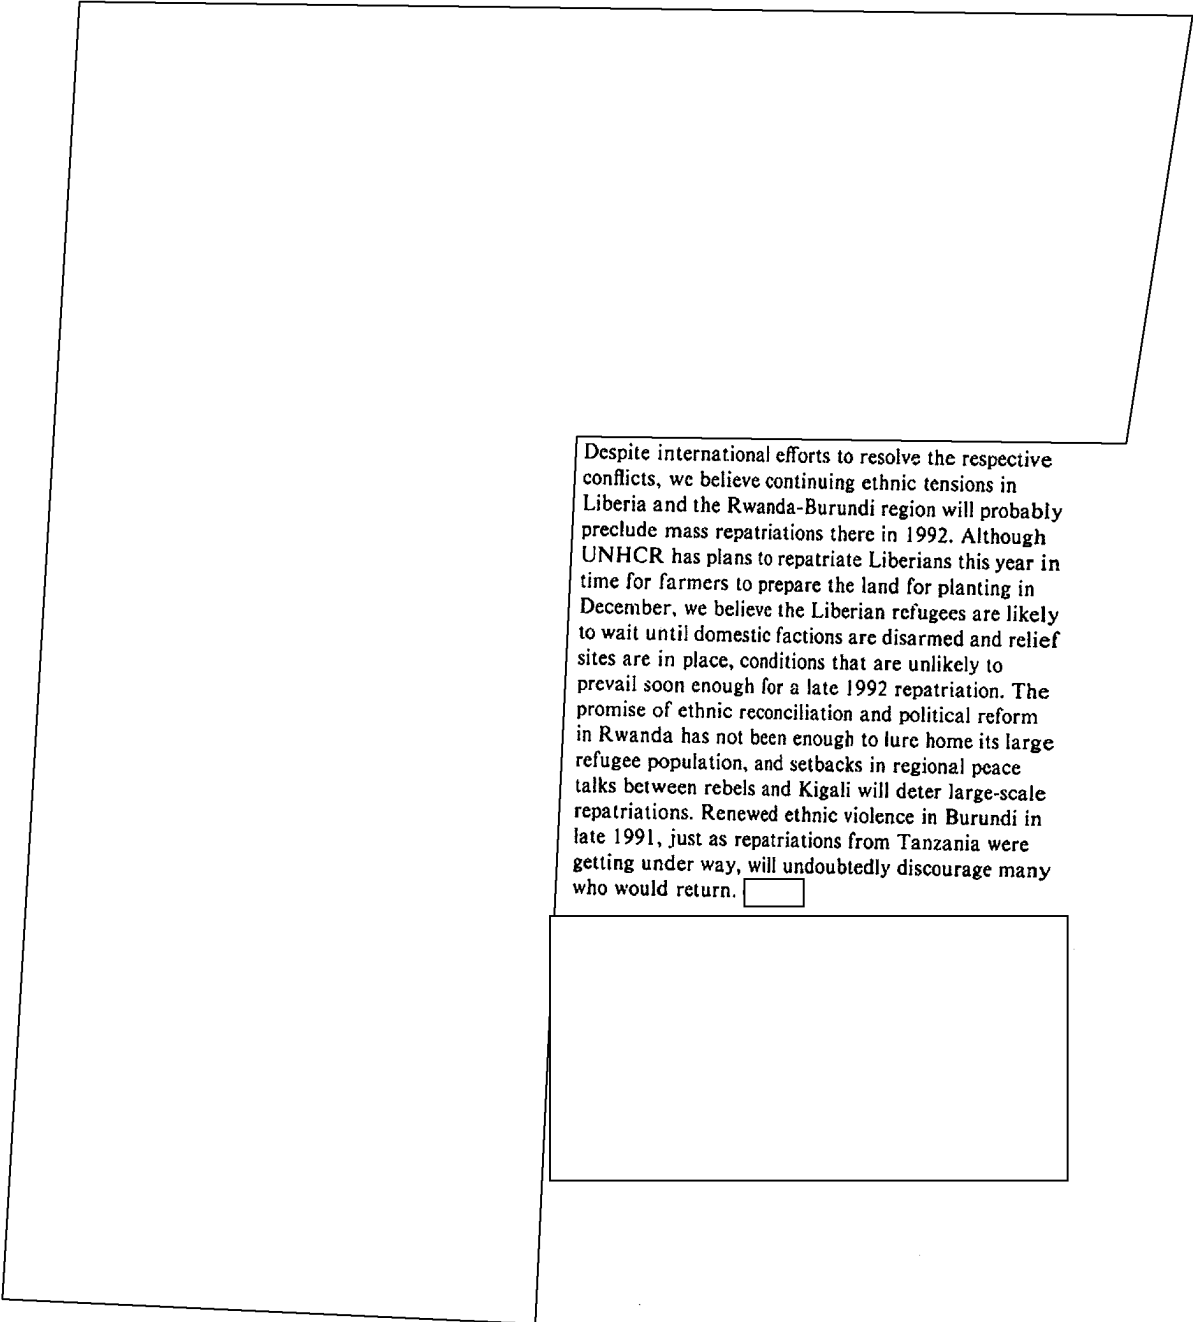 Despite international efforts to resolve the respective
conflicts, we believe continuing ethnic tensions in
Liberia and the Rwanda-Burundi region will probably
preclude mass repatriations there in 1992. Although
UNHCR has plans to repatriate Liberians this year in
time for farmers to prepare the land for planting in
December, we believe the Liberian refugees are likely
to wait until domestic factions are disarmed and relief
sites are in place, conditions that are unlikely to
prevail soon enough for a late 1992 repatriation. The
promise of ethnic reconciliation and political reform
in Rwanda has not been enough to lure home its large
refugee population, and setbacks in regional peace
talks between rebels and Kigali will deter large-scale
repatriations. Renewed ethnic violence in Burundi in
late 1991, just as repatriations from Tanzania were
getting under way, will undoubtedly discourage many
who would return.